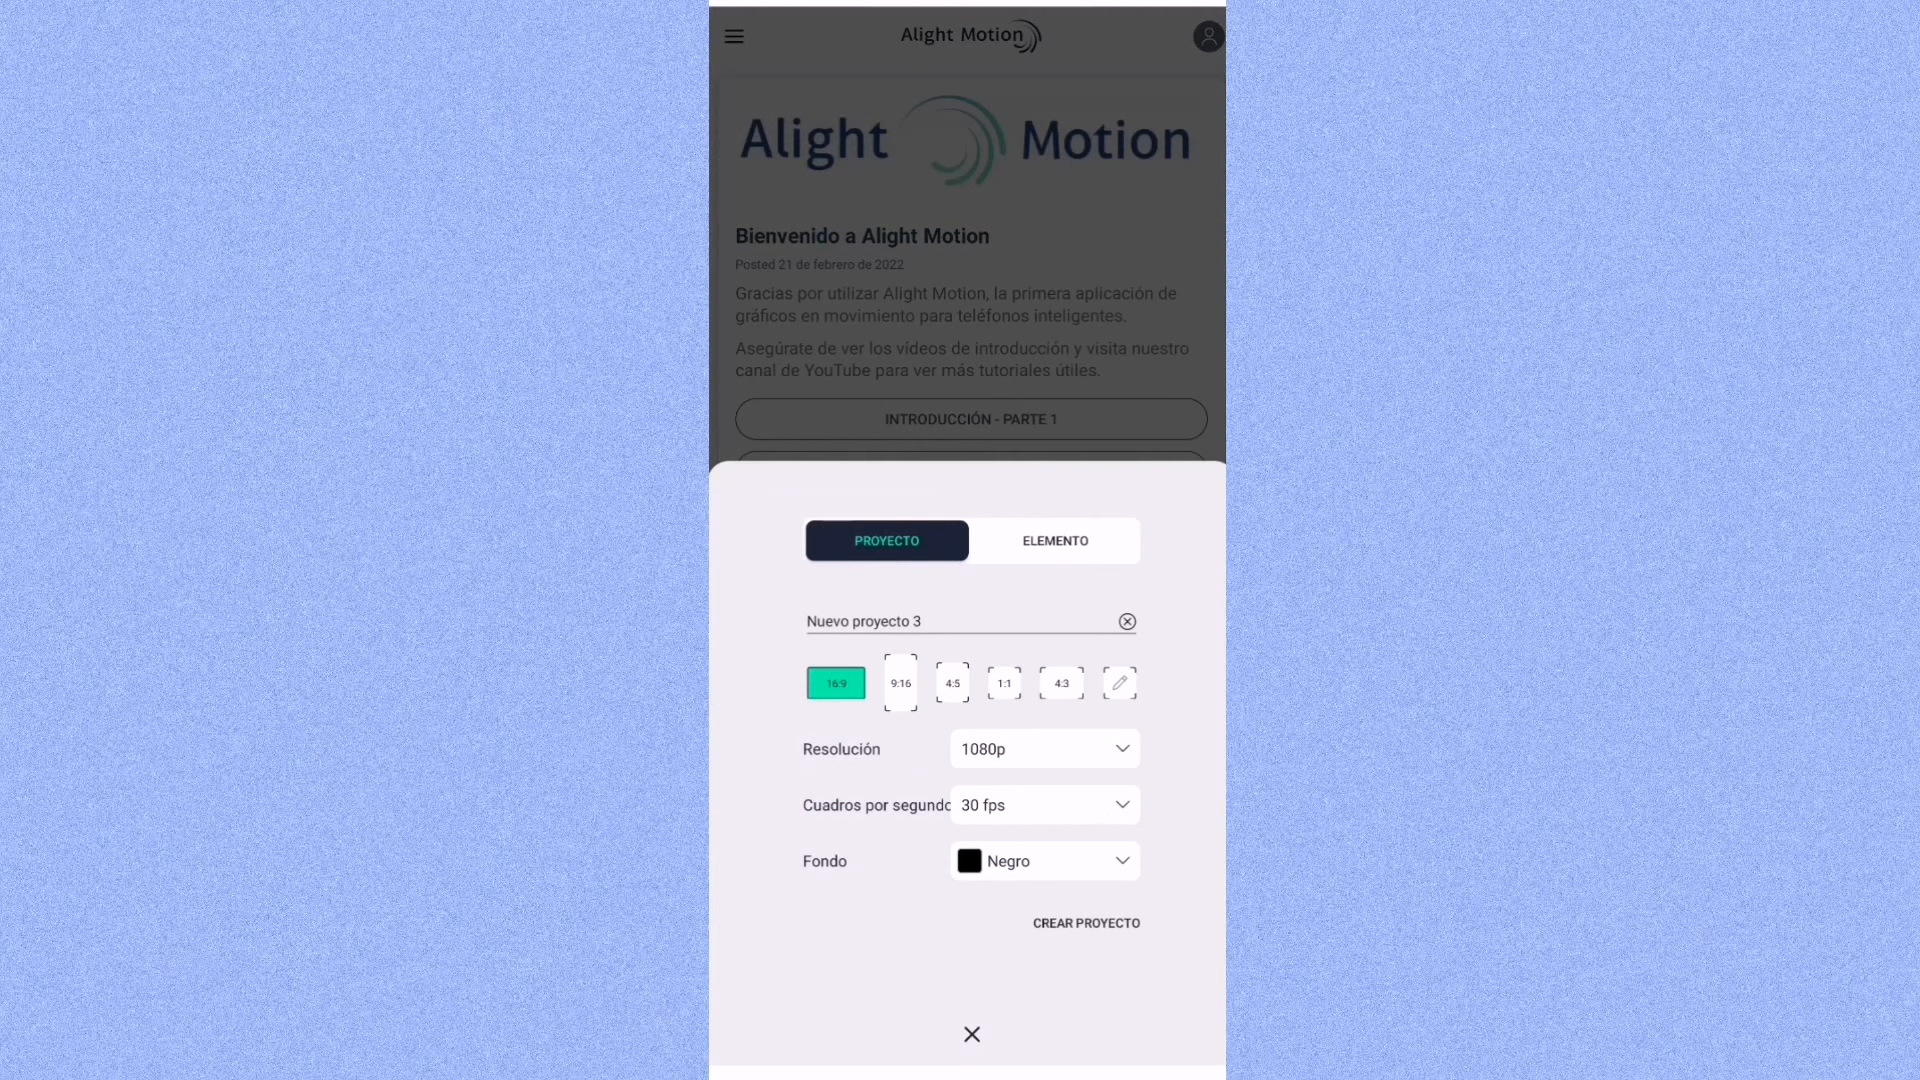 Alight Motion
Alight Motion
Bienvenido a Alight Motion
Posted 21 de febrero de 2022
Gracias por utilizar Alight Motion, la primera aplicación de
gráficos en movimiento para teléfonos inteligentes.
Asegúrate de ver los vídeos de introducción y visita nuestro
canal de YouTube para ver más tutoriales útiles.
INTRODUCCIÓN - PARTE 1
PROYECTO ELEMENTO
Nuevo proyecto 3
16:9 9:16 4:5 1:1 4:3
Resolución 1080p
Cuadros por segundo 30 fps
Fondo Negro
CREAR PROYECTO